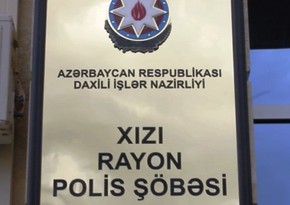 AZƏRBAYCAN RESPUBLİKASI
DAXİLİ İŞLƏR NAZİRLİYİ
XIZI
RAYON
POLİS ŞÖBƏSİ